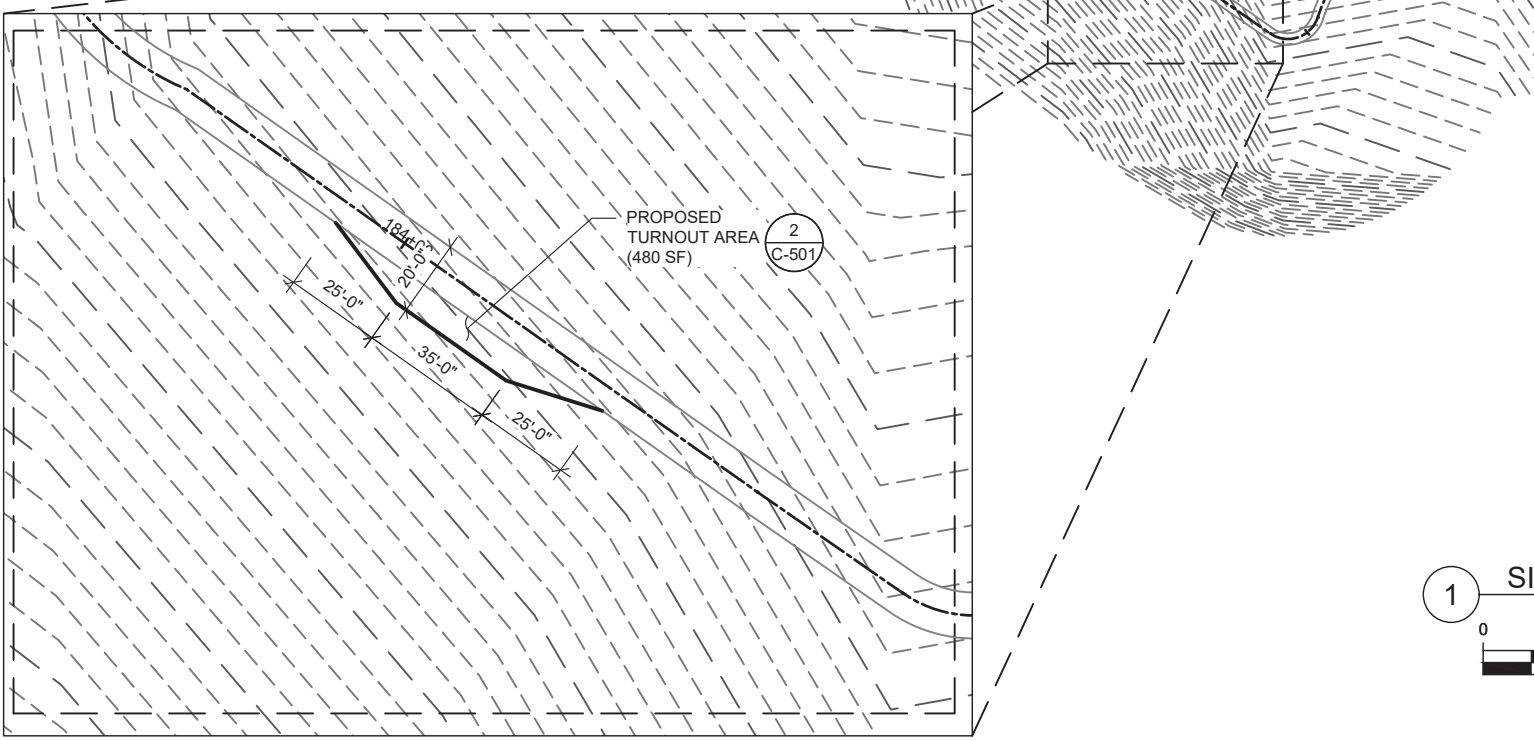 PROPOSED
TURNOUT AREA
(480 SF)
2
C-501
20'-0"
25'-0"
35'-0"
25'-0"
1
0